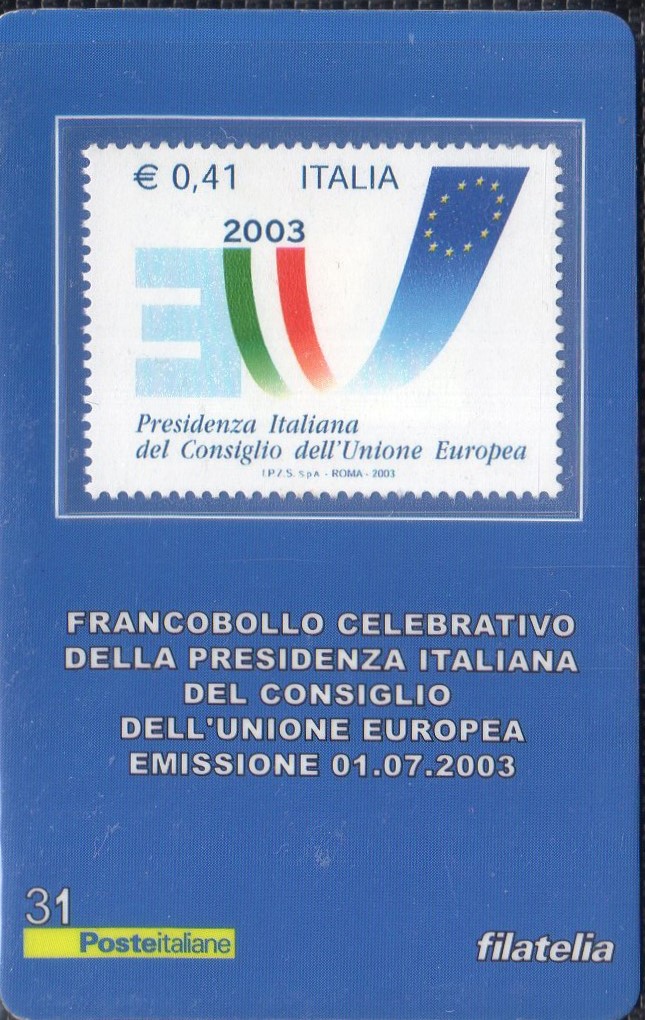 € 0,41 ITALIA
2003
EU
Presidenza Italiana
del Consiglio dell'Unione Europea
I.P.Z.S. S.p.A. - ROMA - 2003
FRANCOBOLLO CELEBRATIVO
DELLA PRESIDENZA ITALIANA
DEL CONSIGLIO
DELL'UNIONE EUROPEA
EMISSIONE 01.07.2003
31
Posteitaliane
filatelia